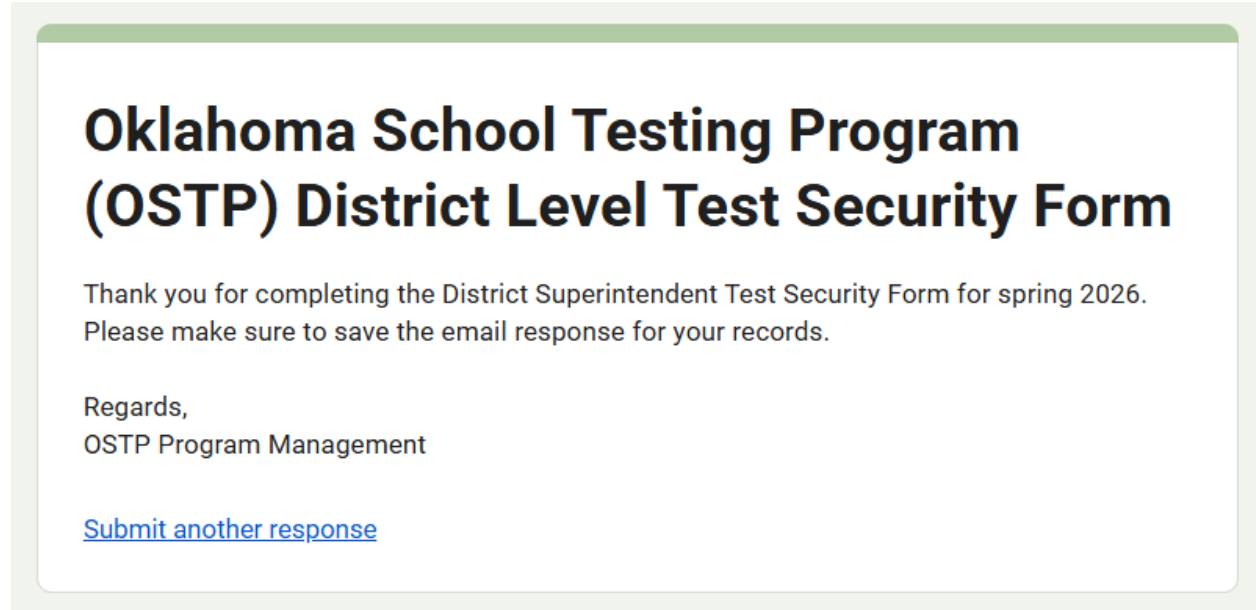 Oklahoma School Testing Program
(OSTP) District Level Test Security Form
Thank you for completing the District Superintendent Test Security Form for spring 2026.
Please make sure to save the email response for your records.
Regards,
OSTP Program Management
Submit another response